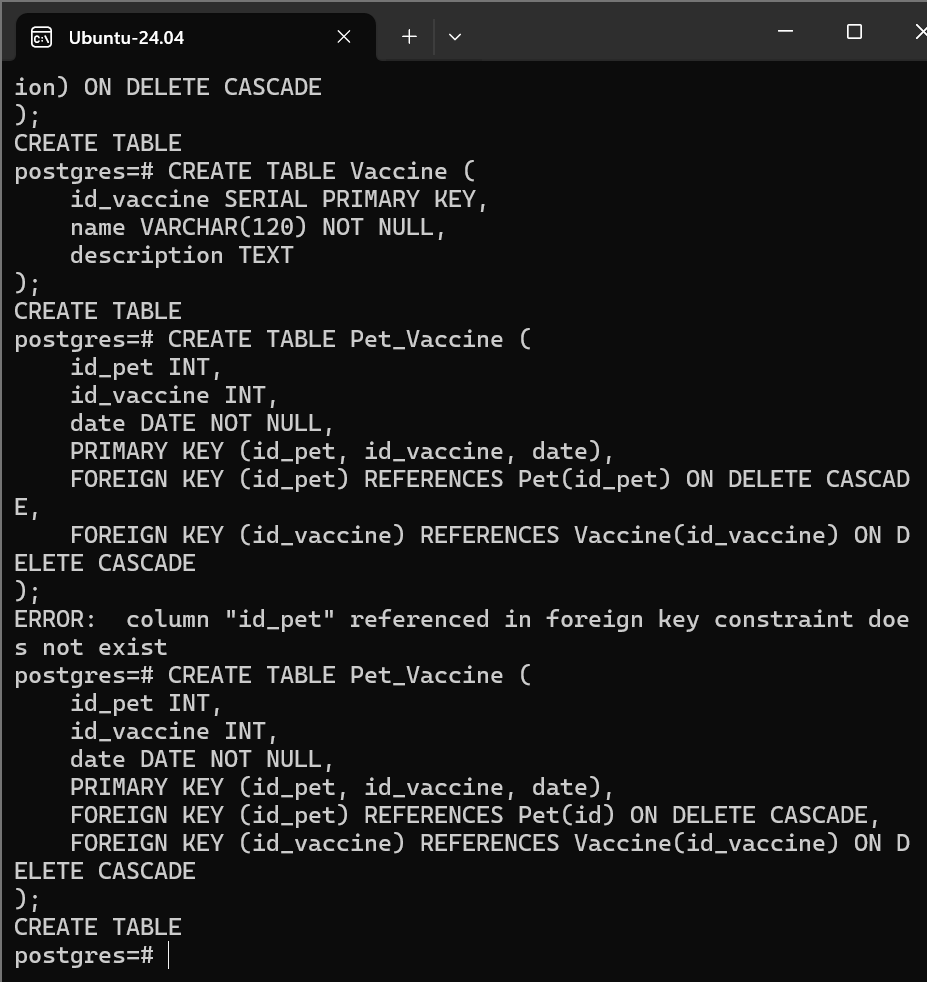 Ubuntu-24.04
ion) ON DELETE CASCADE
);
CREATE TABLE
postgres=# CREATE TABLE Vaccine (
    id_vaccine SERIAL PRIMARY KEY,
    name VARCHAR(120) NOT NULL,
    description TEXT
);
CREATE TABLE
postgres=# CREATE TABLE Pet_Vaccine (
    id_pet INT,
    id_vaccine INT,
    date DATE NOT NULL,
    PRIMARY KEY (id_pet, id_vaccine, date),
    FOREIGN KEY (id_pet) REFERENCES Pet(id_pet) ON DELETE CASCAD
E,
    FOREIGN KEY (id_vaccine) REFERENCES Vaccine(id_vaccine) ON D
ELETE CASCADE
);
ERROR:  column "id_pet" referenced in foreign key constraint doe
s not exist
postgres=# CREATE TABLE Pet_Vaccine (
    id_pet INT,
    id_vaccine INT,
    date DATE NOT NULL,
    PRIMARY KEY (id_pet, id_vaccine, date),
    FOREIGN KEY (id_pet) REFERENCES Pet(id) ON DELETE CASCADE,
    FOREIGN KEY (id_vaccine) REFERENCES Vaccine(id_vaccine) ON D
ELETE CASCADE
);
CREATE TABLE
postgres=#